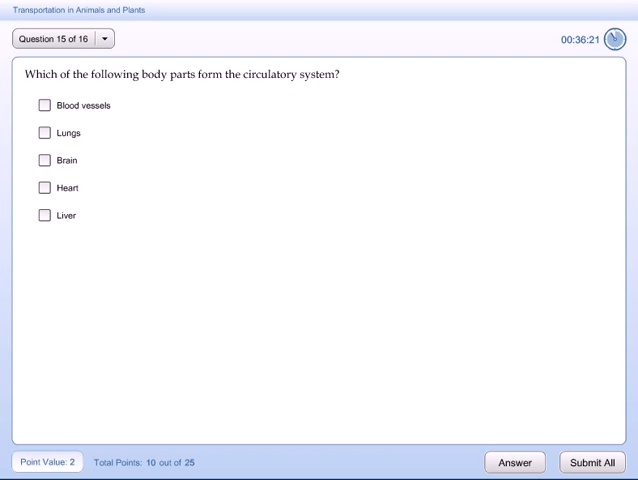 Transportation in Animals and Plants
Question 15 of 16
00:36:21
Which of the following body parts form the circulatory system?
Blood vessels
Lungs
Brain
Heart
Liver
Point Value: 2 Total Points: 10 out of 25 Answer Submit All